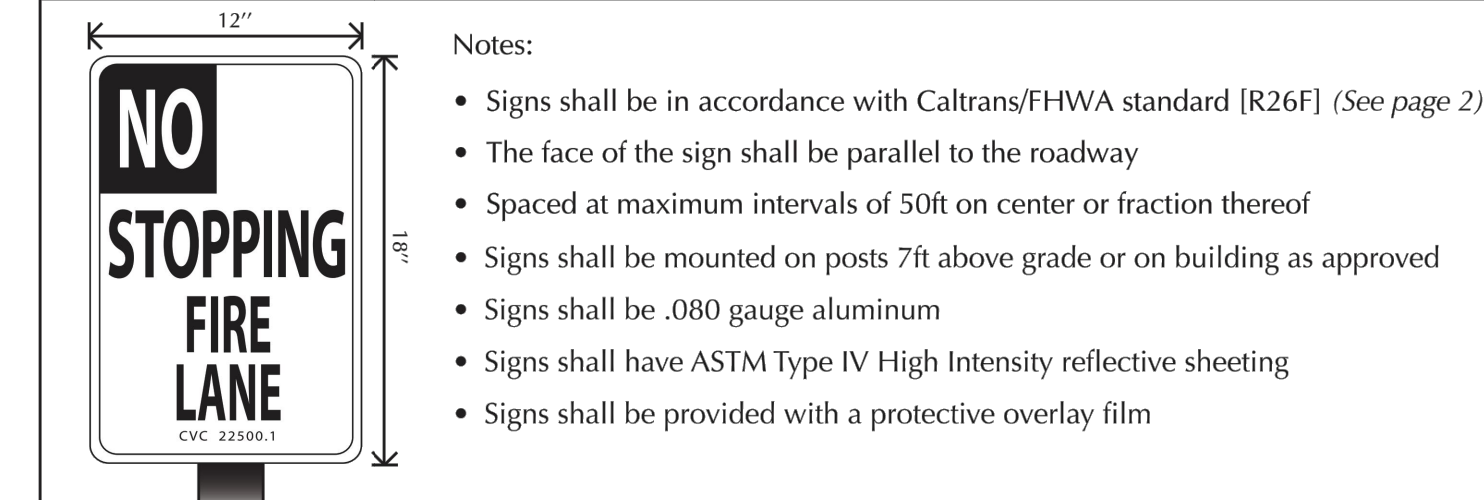 12’’
18’’
NO
STOPPING
FIRE
LANE
CVC 22500.1
Notes:
• Signs shall be in accordance with Caltrans/FHWA standard [R26F] (See page 2)
• The face of the sign shall be parallel to the roadway
• Spaced at maximum intervals of 50ft on center or fraction thereof
• Signs shall be mounted on posts 7ft above grade or on building as approved
• Signs shall be .080 gauge aluminum
• Signs shall have ASTM Type IV High Intensity reflective sheeting
• Signs shall be provided with a protective overlay film